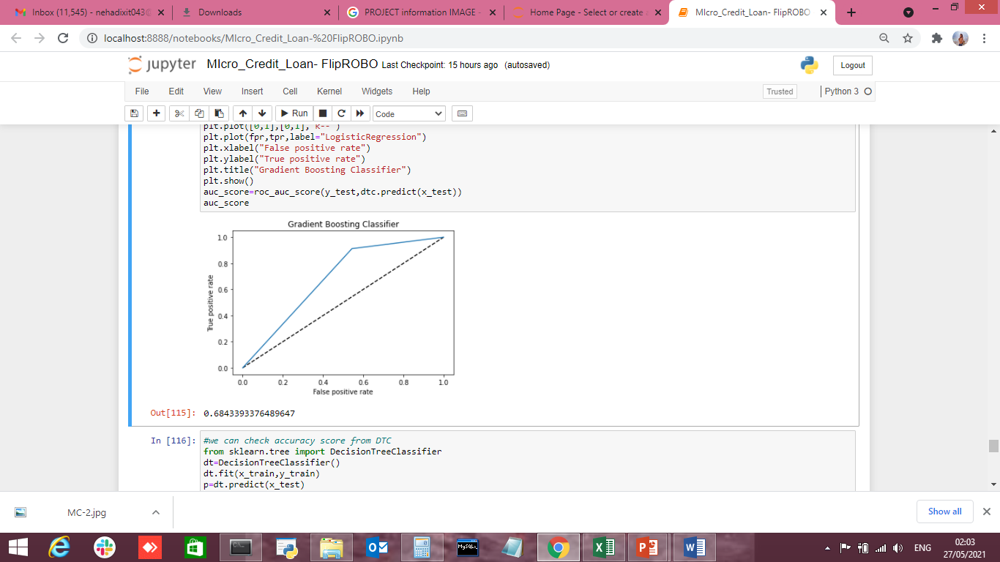 Inbox (11,545) - nehadixit043@
Downloads
PROJECT information IMAGE -
Home Page - Select or create a
MIcro_Credit_Loan- FlipROBO
localhost:8888/notebooks/MIcro_Credit_Loan-%20FlipROBO.ipynb
jupyter MIcro_Credit_Loan- FlipROBO Last Checkpoint: 15 hours ago (autosaved)
Logout
File Edit View Insert Cell Kernel Widgets Help
Trusted
Python 3
Run
Code
plt.plot([0,1],[0,1],'k--')
plt.plot(fpr,tpr,label="LogisticRegression")
plt.xlabel("False positive rate")
plt.ylabel("True positive rate")
plt.title("Gradient Boosting Classifier")
plt.show()
auc_score=roc_auc_score(y_test,dtc.predict(x_test))
auc_score
Gradient Boosting Classifier
1.0
0.8
0.6
0.4
0.2
0.0
True positive rate
0.0 0.2 0.4 0.6 0.8 1.0
False positive rate
Out[115]: 0.6843393376489647
In [116]: #we can check accuracy score from DTC
from sklearn.tree import DecisionTreeClassifier
dt=DecisionTreeClassifier()
dt.fit(x_train,y_train)
p=dt.predict(x_test)
MC-2.jpg
Show all
ENG
02:03
27/05/2021